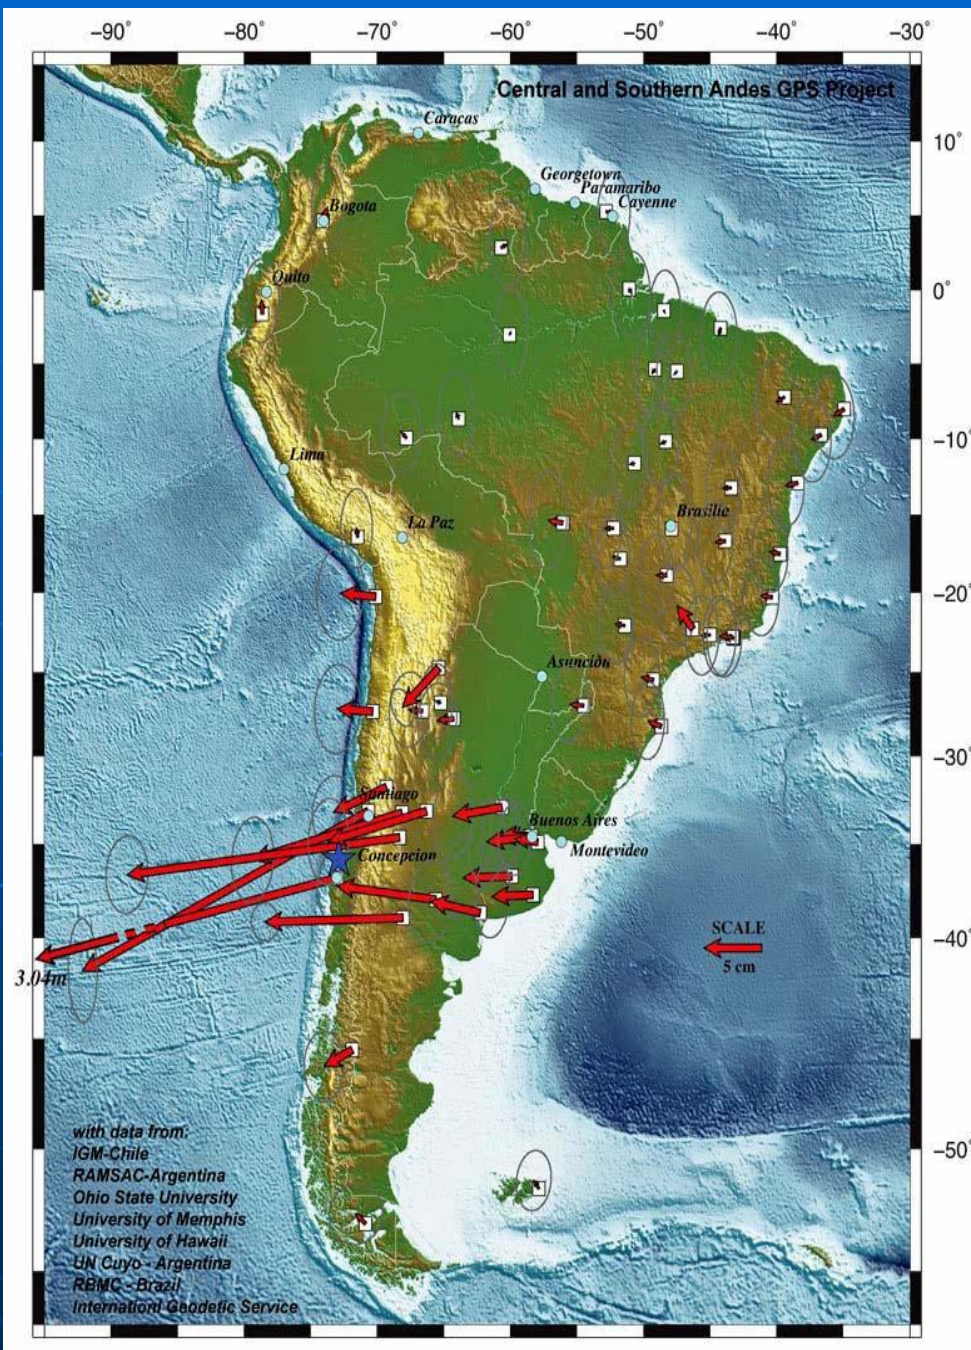 −90° −80° −70° −60° −50° −40° −30°
Central and Southern Andes GPS Project
Caracas
10°
Georgetown
Paramaribo
Cayenne
Bogota
Quito
0°
−10°
Lima
Brasilia
La Paz
−20°
Asunción
−30°
Santiago
Buenos Aires
Montevideo
Concepcion
SCALE
−40°
5 cm
3.04m
with data from:
−50°
IGM-Chile
RAMSAC-Argentina
Ohio State University
University of Memphis
University of Hawaii
UN Cuyo - Argentina
RBMC - Brazil
Internationl Geodetic Service